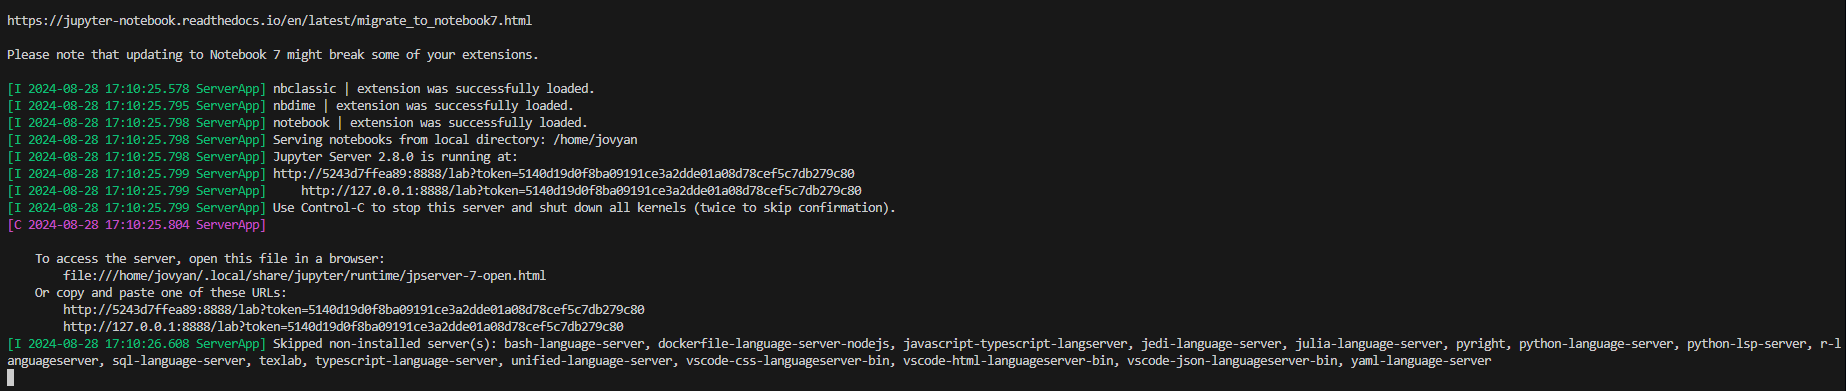 https://jupyter-notebook.readthedocs.io/en/latest/migrate_to_notebook7.html
Please note that updating to Notebook 7 might break some of your extensions.
[I 2024-08-28 17:10:25.578 ServerApp] nbclassic | extension was successfully loaded.
[I 2024-08-28 17:10:25.795 ServerApp] nbdime | extension was successfully loaded.
[I 2024-08-28 17:10:25.798 ServerApp] notebook | extension was successfully loaded.
[I 2024-08-28 17:10:25.798 ServerApp] Serving notebooks from local directory: /home/jovyan
[I 2024-08-28 17:10:25.798 ServerApp] Jupyter Server 2.8.0 is running at:
[I 2024-08-28 17:10:25.799 ServerApp] http://5243d7ffea89:8888/lab?token=5140d19d0f8ba09191ce3a2dde01a08d78cef5c7db279c80
[I 2024-08-28 17:10:25.799 ServerApp]     http://127.0.0.1:8888/lab?token=5140d19d0f8ba09191ce3a2dde01a08d78cef5c7db279c80
[I 2024-08-28 17:10:25.799 ServerApp] Use Control-C to stop this server and shut down all kernels (twice to skip confirmation).
[C 2024-08-28 17:10:25.804 ServerApp]
    To access the server, open this file in a browser:
        file:///home/jovyan/.local/share/jupyter/runtime/jpserver-7-open.html
    Or copy and paste one of these URLs:
        http://5243d7ffea89:8888/lab?token=5140d19d0f8ba09191ce3a2dde01a08d78cef5c7db279c80
        http://127.0.0.1:8888/lab?token=5140d19d0f8ba09191ce3a2dde01a08d78cef5c7db279c80
[I 2024-08-28 17:10:26.608 ServerApp] Skipped non-installed server(s): bash-language-server, dockerfile-language-server-nodejs, javascript-typescript-langserver, jedi-language-server, julia-language-server, pyright, python-language-server, python-lsp-server, r-l
anguageserver, sql-language-server, texlab, typescript-language-server, unified-language-server, vscode-css-languageserver-bin, vscode-html-languageserver-bin, vscode-json-languageserver-bin, yaml-language-server